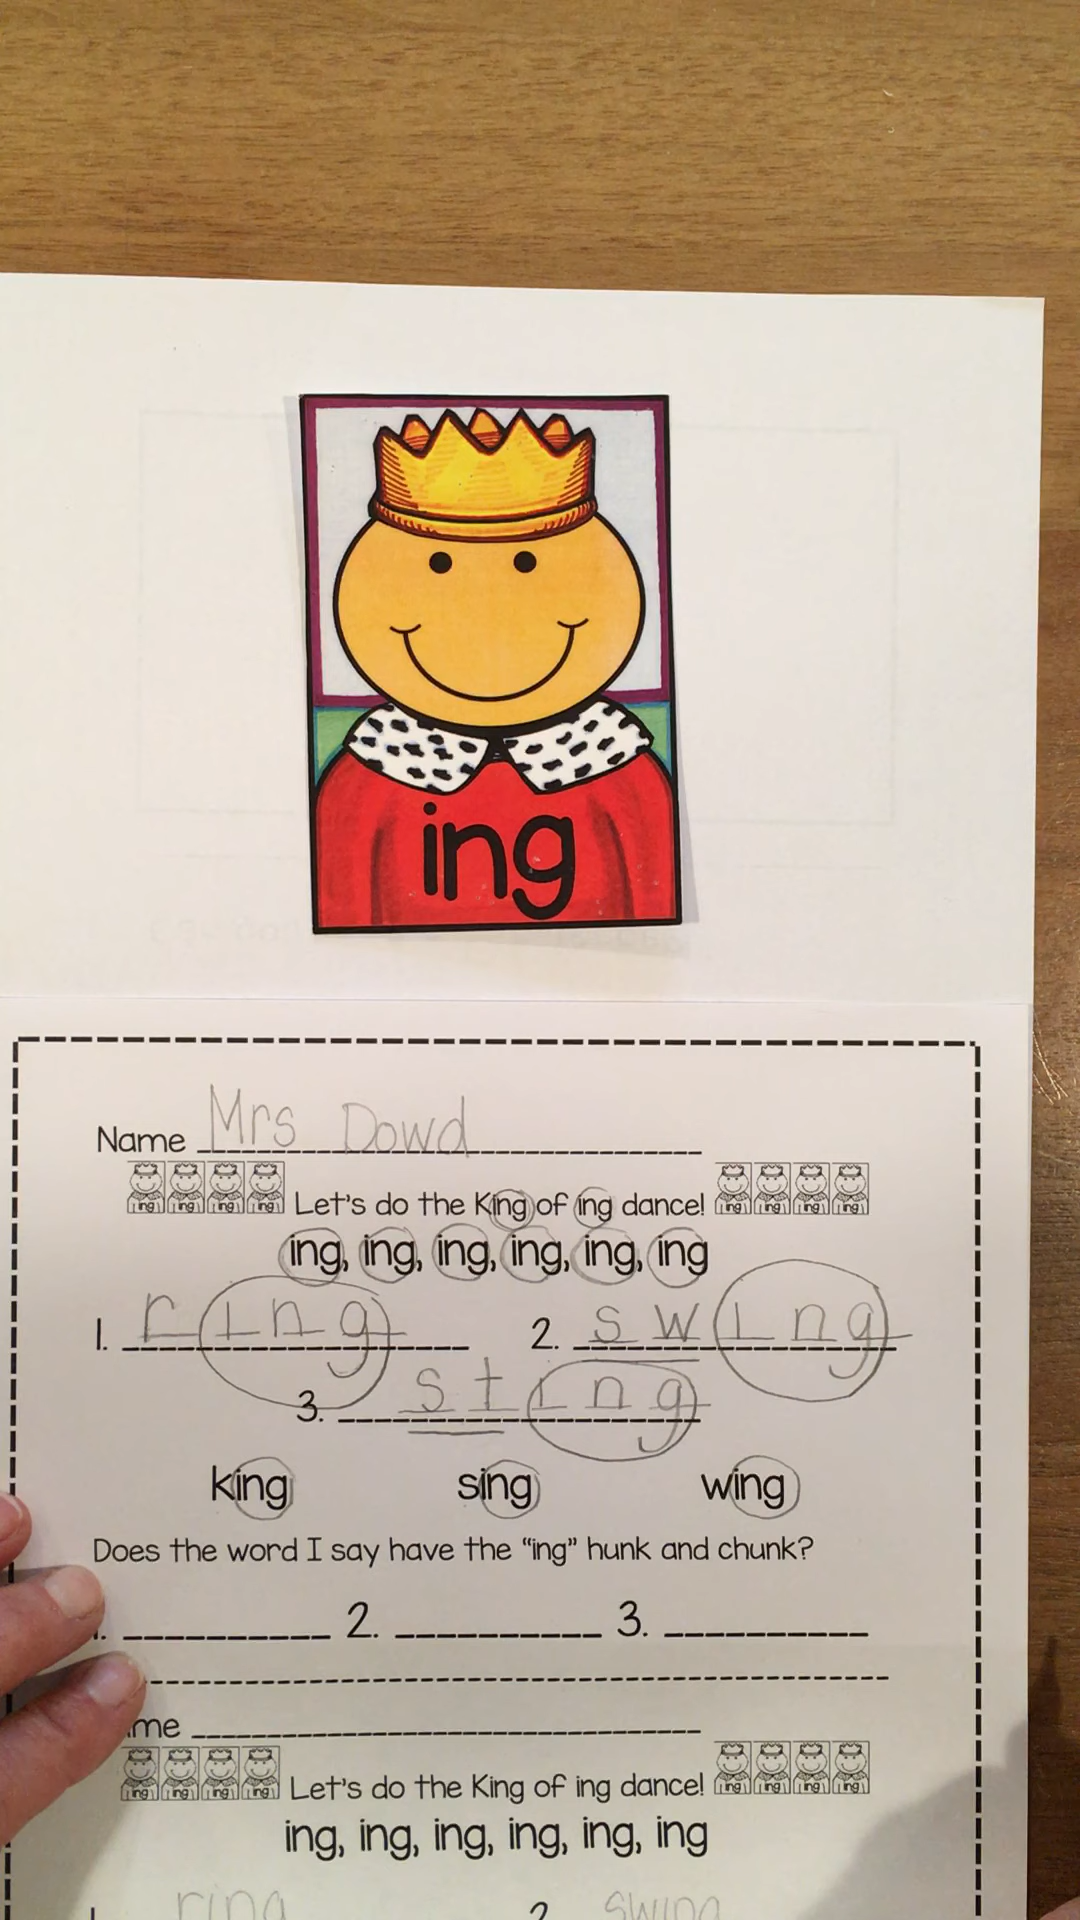 ing
Name Mrs Dowd
ing ing ing ing Let's do the King of ing dance! ing ing ing ing
ing, ing, ing, ing, ing, ing
1. ring 2. swing
3. sting
king sing wing
Does the word I say have the "ing" hunk and chunk?
. 2. 3.
me
ing ing ing ing Let's do the King of ing dance! ing ing ing ing
ing, ing, ing, ing, ing, ing
ring 2 swing